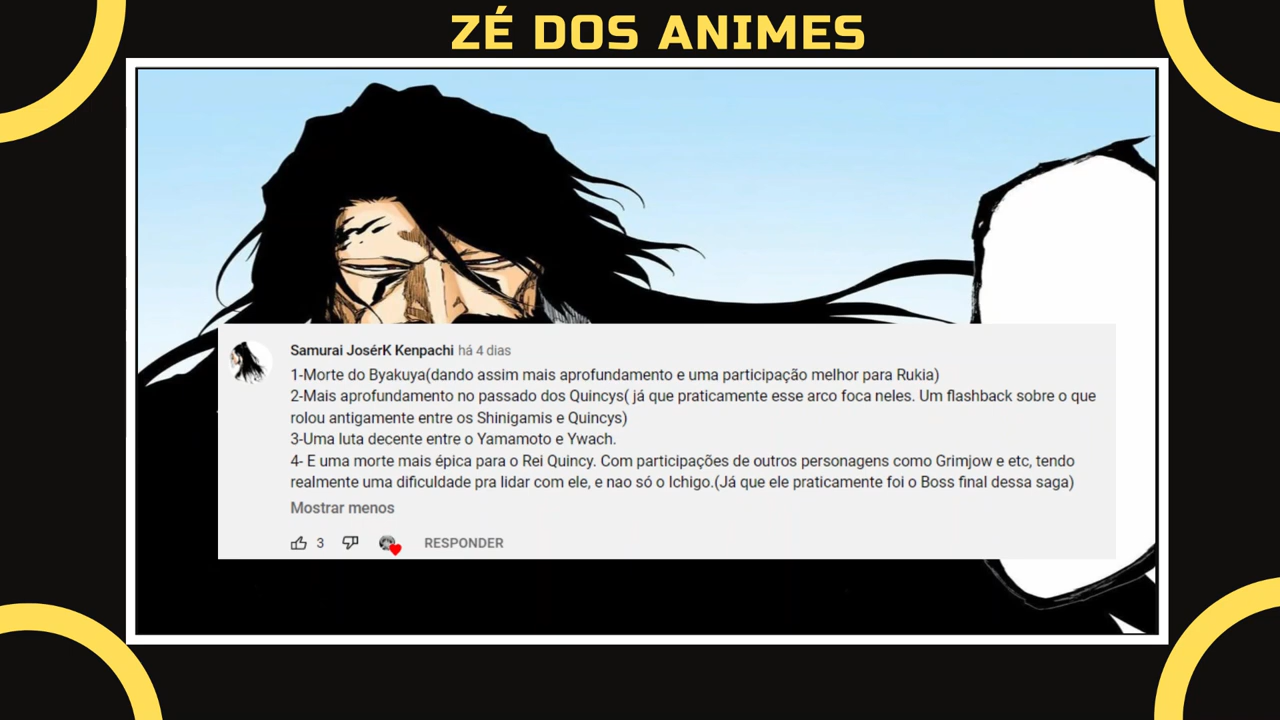 ZÉ DOS ANIMES
Samurai JosérK Kenpachi há 4 dias
1-Morte do Byakuya(dando assim mais aprofundamento e uma participação melhor para Rukia)
2-Mais aprofundamento no passado dos Quincys( já que praticamente esse arco foca neles. Um flashback sobre o que
rolou antigamente entre os Shinigamis e Quincys)
3-Uma luta decente entre o Yamamoto e Ywach.
4- E uma morte mais épica para o Rei Quincy. Com participações de outros personagens como Grimjow e etc, tendo
realmente uma dificuldade pra lidar com ele, e nao só o Ichigo.(Já que ele praticamente foi o Boss final dessa saga)
Mostrar menos
3 RESPONDER